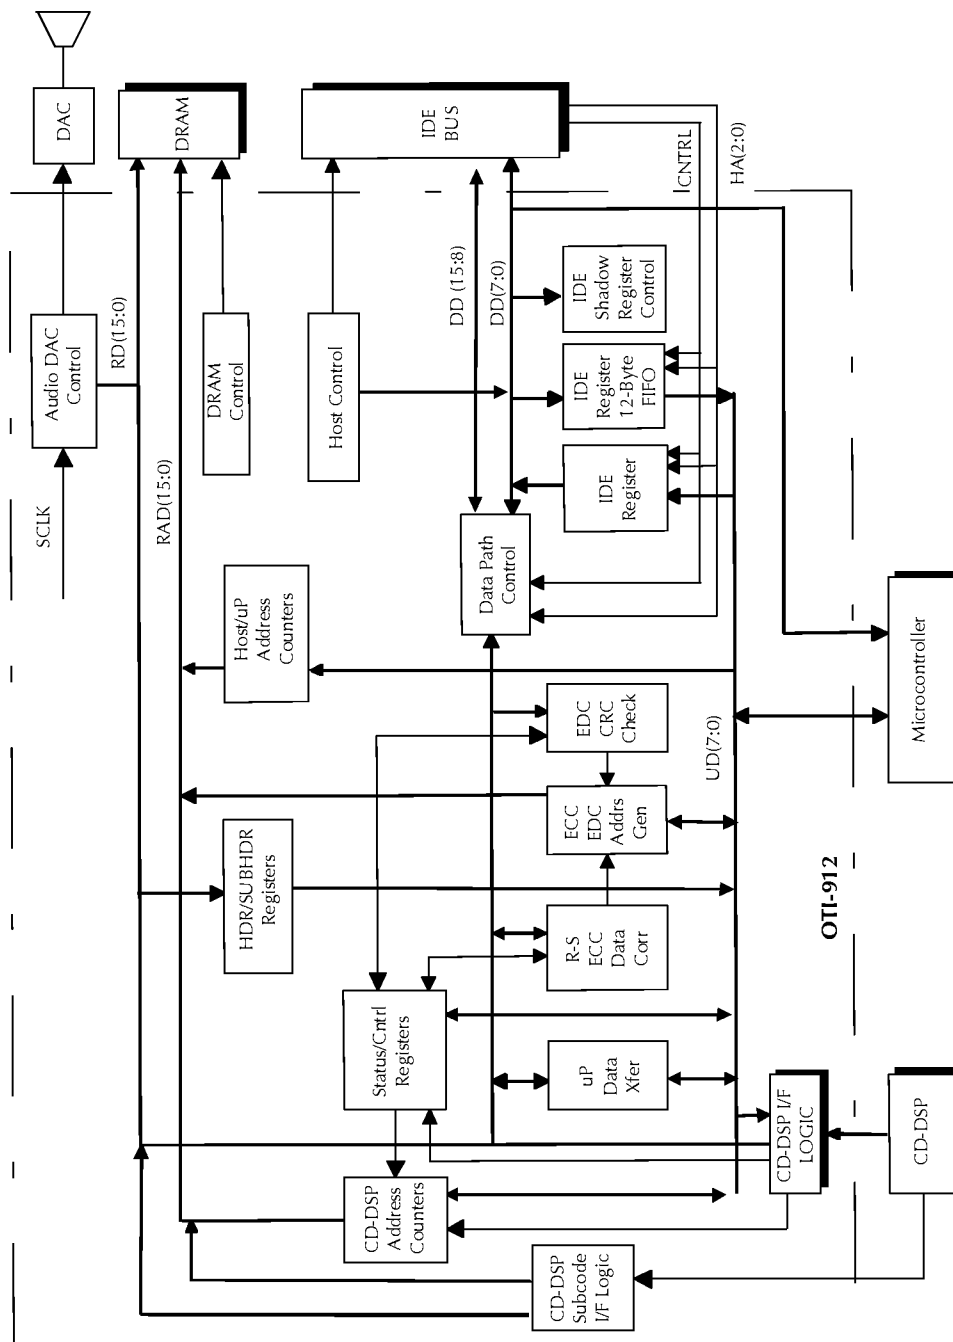 CD-DSP
Subcode
I/F Logic
CD-DSP
Address
Counters
CD-DSP I/F
LOGIC
CD-DSP
Status/Cntrl
Registers
uP
Data
Xfer
R-S
ECC
Data
Corr
HDR/SUBHDR
Registers
ECC
EDC
Addrs
Gen
EDC
CRC
Check
UD(7:0)
OTI-912
Microcontroller
Host/uP
Address
Counters
Data Path
Control
SCLK
RAD(15:0)
Audio DAC
Control
RD(15:0)
DRAM
Control
Host Control
IDE
Register
IDE
Register
12-Byte
FIFO
IDE
Shadow
Register
Control
DD (15:8)
DD(7:0)
ICNTRL
HA(2:0)
DAC
DRAM
IDE
BUS